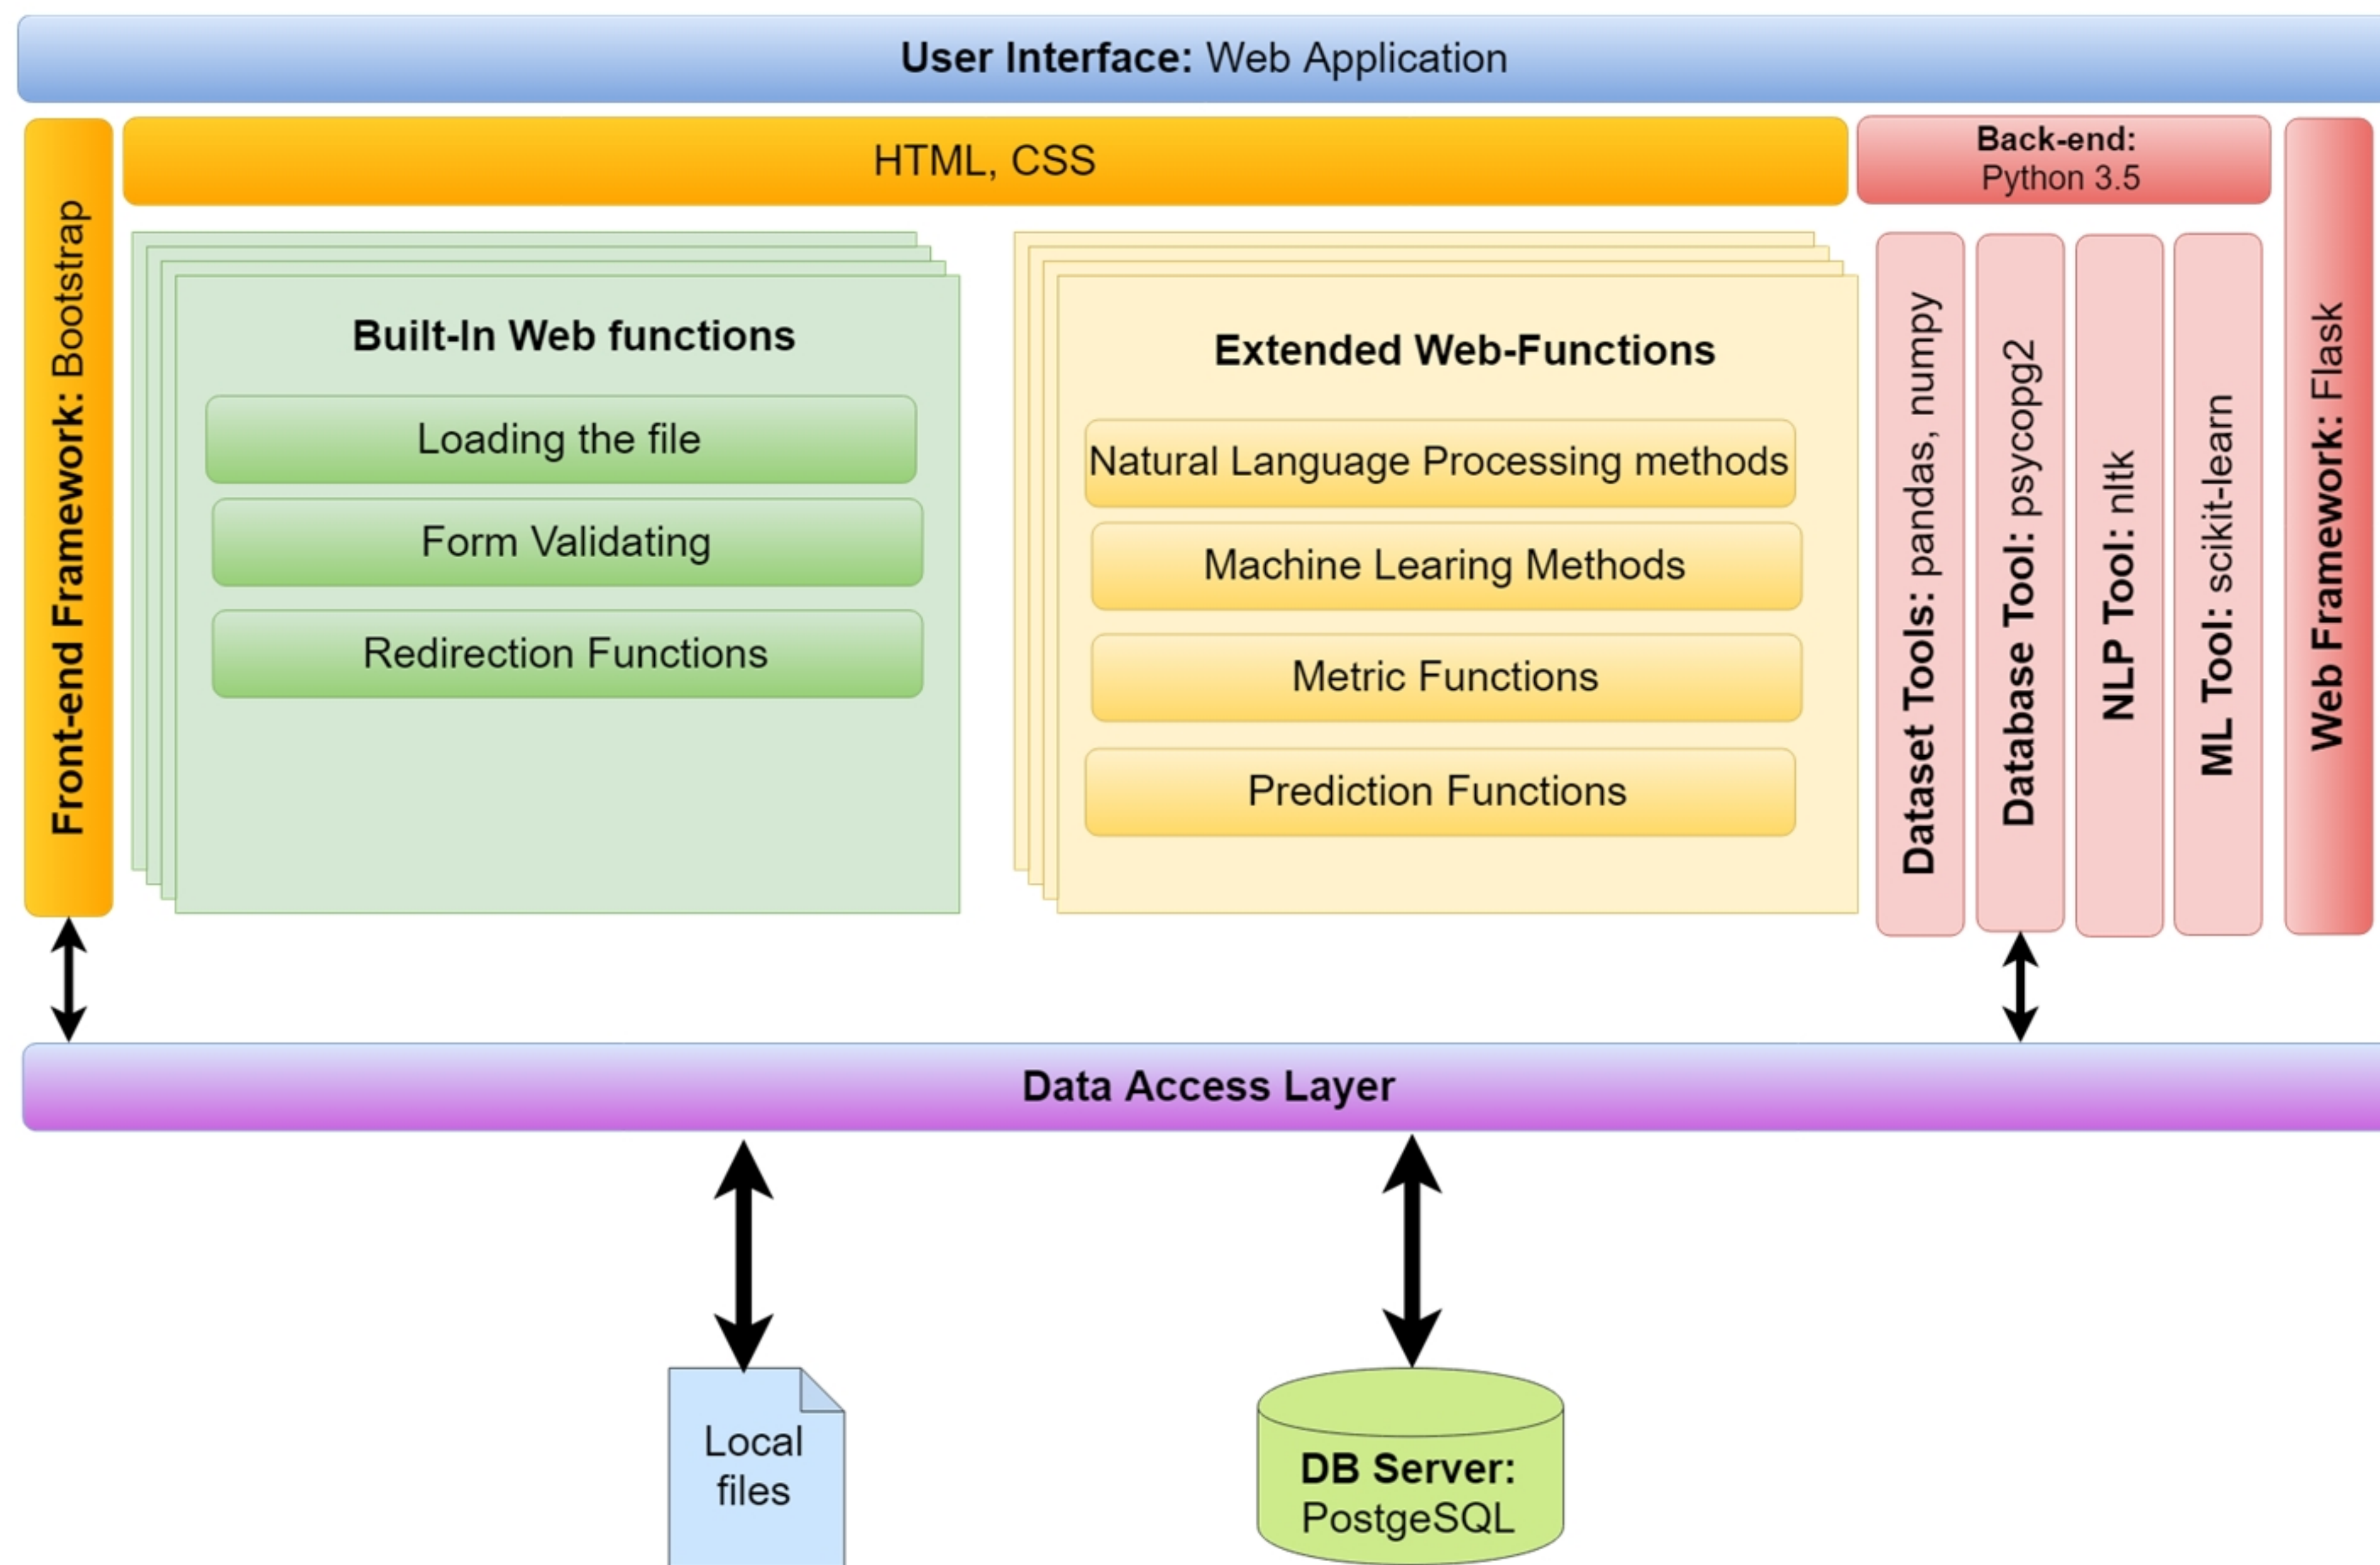 User Interface: Web Application
HTML, CSS
Back-end:
Python 3.5
Front-end Framework: Bootstrap
Built-In Web functions
Loading the file
Form Validating
Redirection Functions
Extended Web-Functions
Natural Language Processing methods
Machine Learing Methods
Metric Functions
Prediction Functions
Dataset Tools: pandas, numpy
Database Tool: psycopg2
NLP Tool: nltk
ML Tool: scikit-learn
Web Framework: Flask
Data Access Layer
Local
files
DB Server:
PostgeSQL